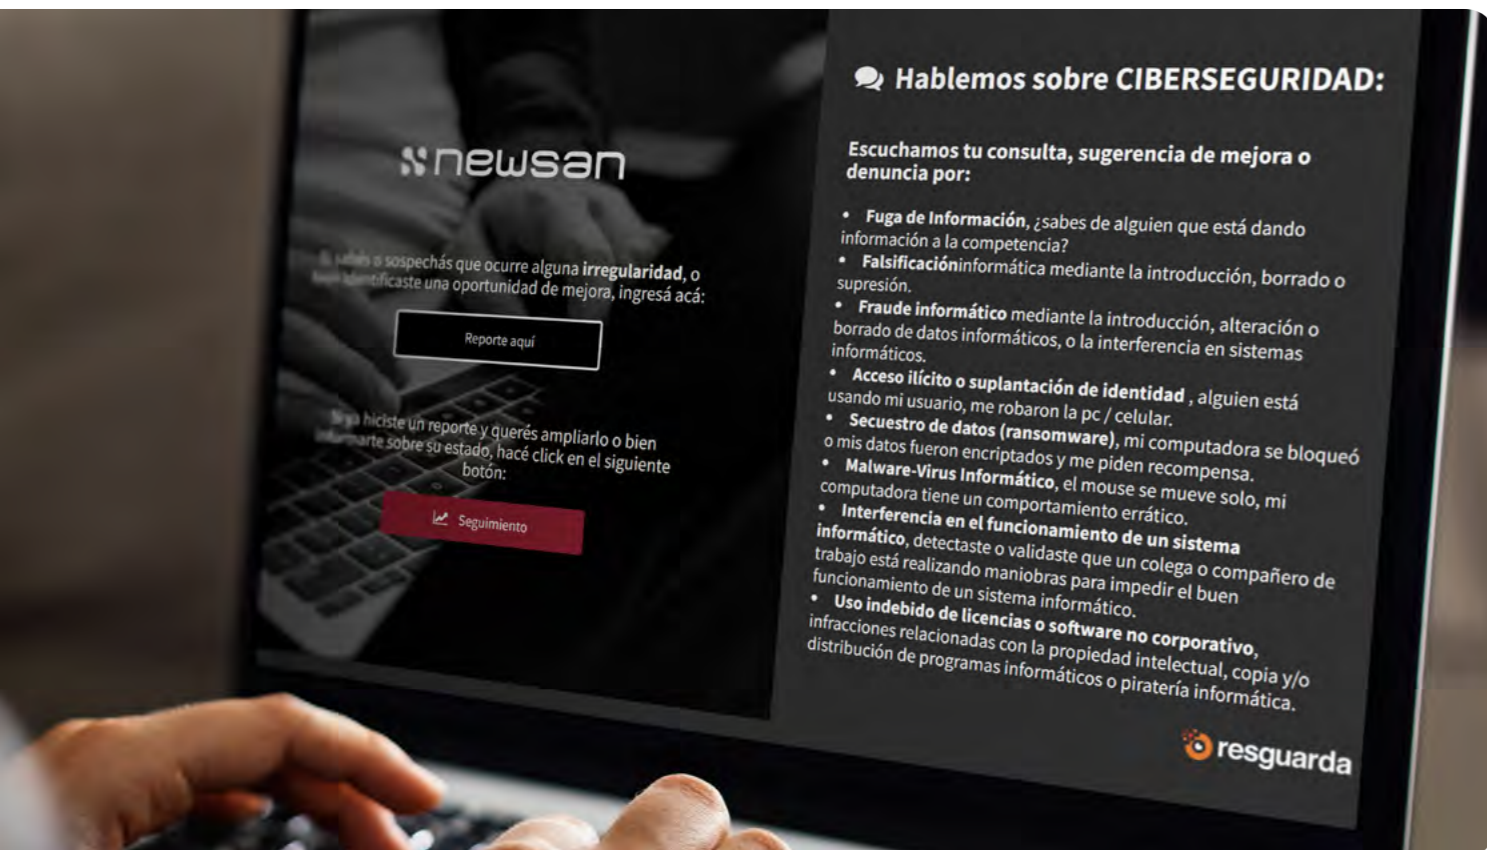 newsan
sabés o sospechás que ocurre alguna irregularidad, o
identificaste una oportunidad de mejora, ingresá acá:
Reporte aquí
ya hiciste un reporte y querés ampliarlo o bien
informarte sobre su estado, hacé click en el siguiente
botón:
Seguimiento
Hablemos sobre CIBERSEGURIDAD:
Escuchamos tu consulta, sugerencia de mejora o
denuncia por:
• Fuga de Información, ¿sabes de alguien que está dando
información a la competencia?
• Falsificacióninformática mediante la introducción, borrado o
supresión.
• Fraude informático mediante la introducción, alteración o
borrado de datos informáticos, o la interferencia en sistemas
informáticos.
• Acceso ilícito o suplantación de identidad , alguien está
usando mi usuario, me robaron la pc / celular.
• Secuestro de datos (ransomware), mi computadora se bloqueó
o mis datos fueron encriptados y me piden recompensa.
• Malware-Virus Informático, el mouse se mueve solo, mi
computadora tiene un comportamiento errático.
• Interferencia en el funcionamiento de un sistema
informático, detectaste o validaste que un colega o compañero de
trabajo está realizando maniobras para impedir el buen
funcionamiento de un sistema informático.
• Uso indebido de licencias o software no corporativo,
infracciones relacionadas con la propiedad intelectual, copia y/o
distribución de programas informáticos o piratería informática.
resguarda